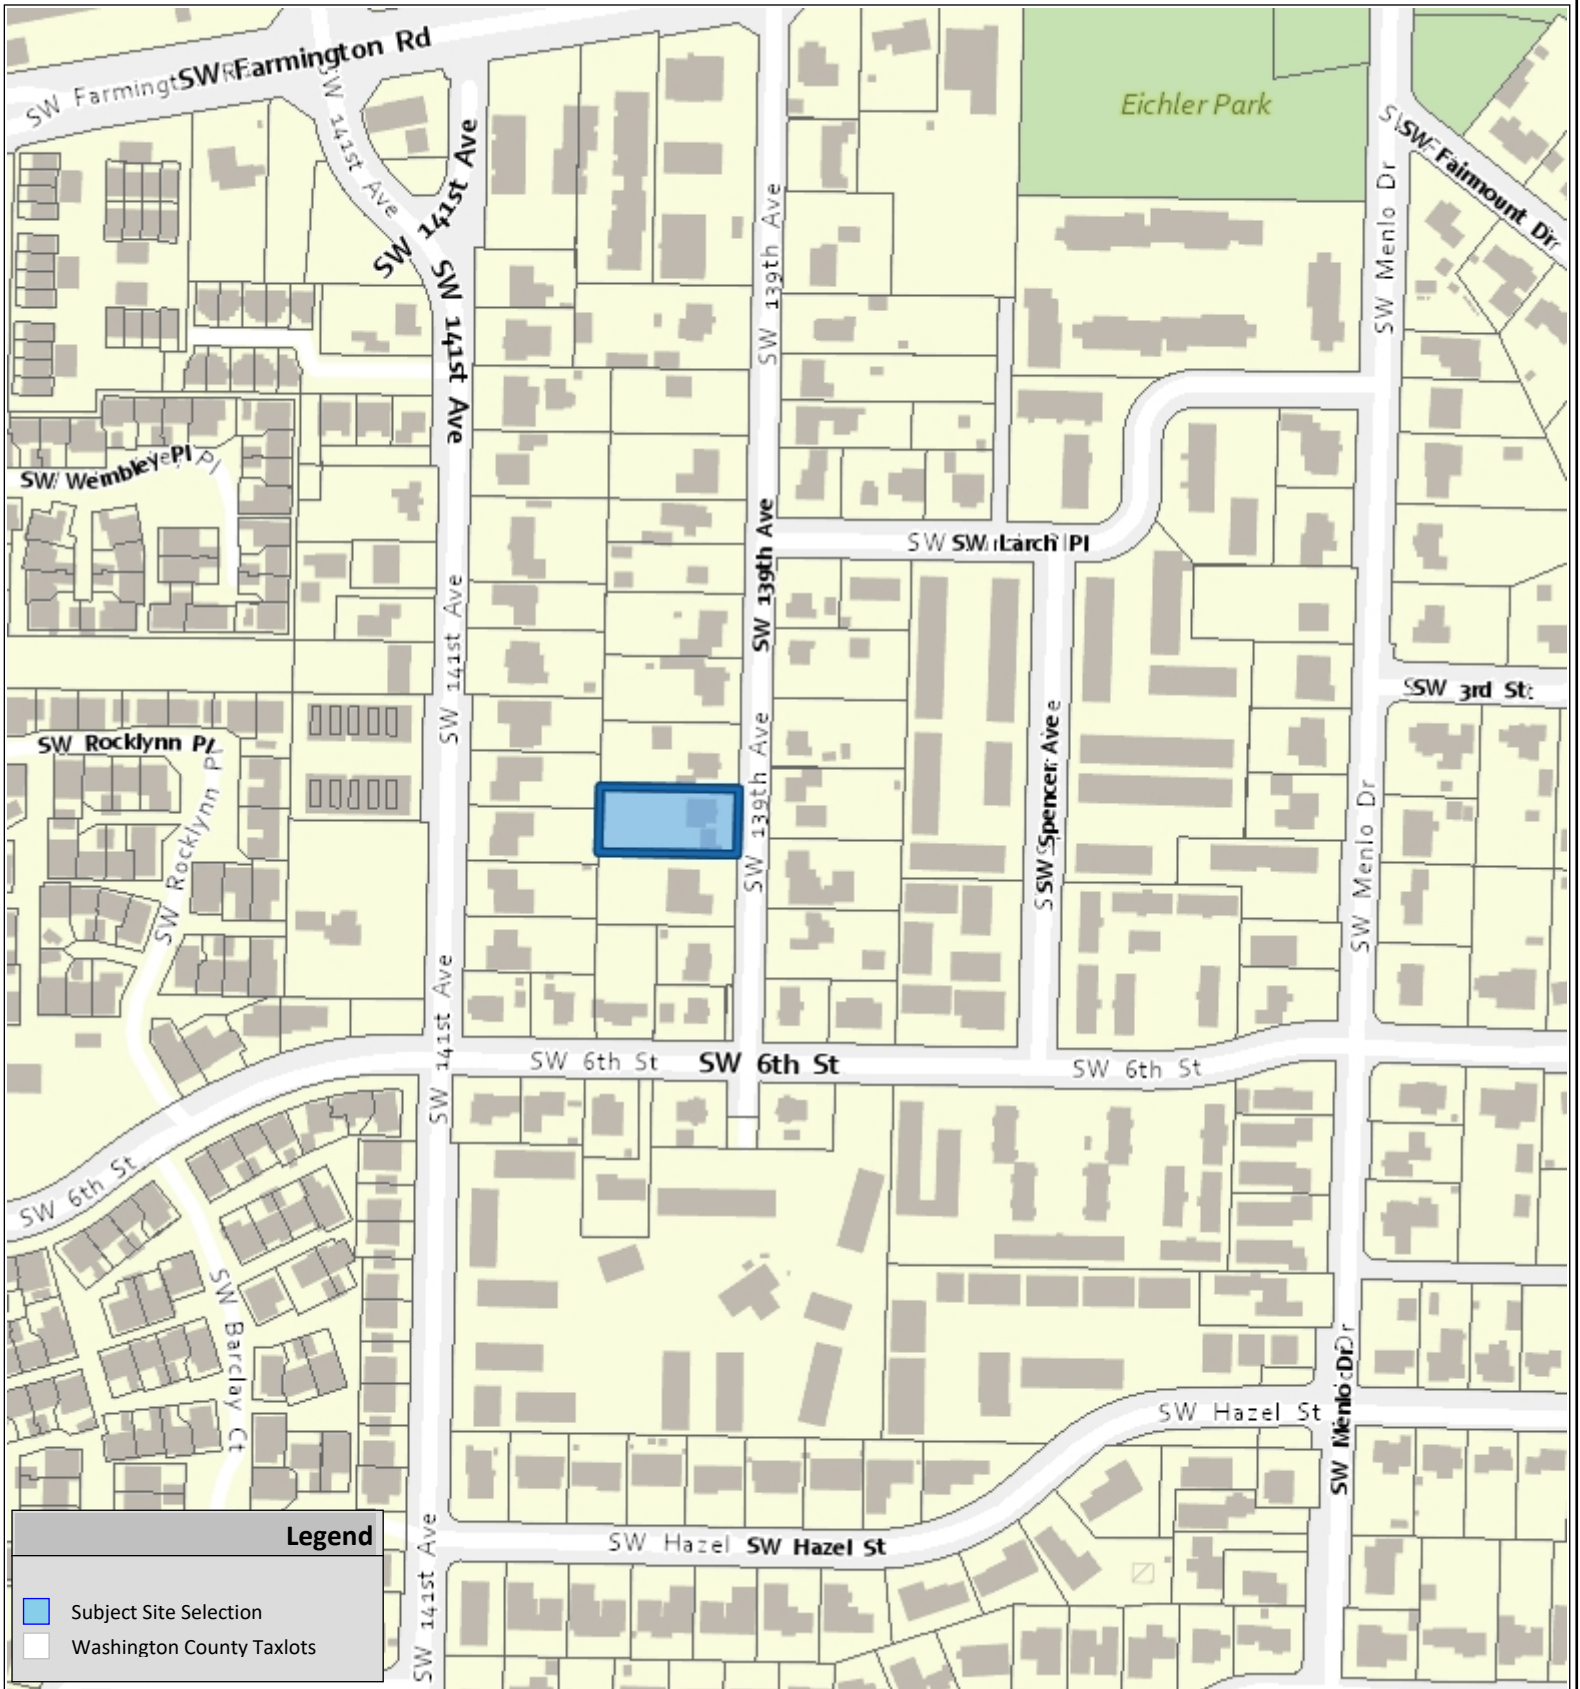 SW Farmington Rd
SW Farmingt
SW 141st Ave
SW 141st Ave
SW 141st Ave
Eichler Park
SW Fairmount Dr
SW Menlo Dr
SW 139th Ave
SW Wembley Pl
Pl
SW 139th Ave
SW
SW Larch Pl
SW 141st Ave
SW 3rd St
SW Rocklynn Pl
SW Rocklynn Pl
SW 139th Ave
SW Spencer Ave
SW Menlo Dr
SW 141st Ave
SW 6th St
SW 6th St
SW 6th St
SW 6th St
SW Barclay Ct
SW Menlo Dr
SW Hazel St
SW Hazel
SW Hazel St
SW 141st Ave
Legend
Subject Site Selection
Washington County Taxlots